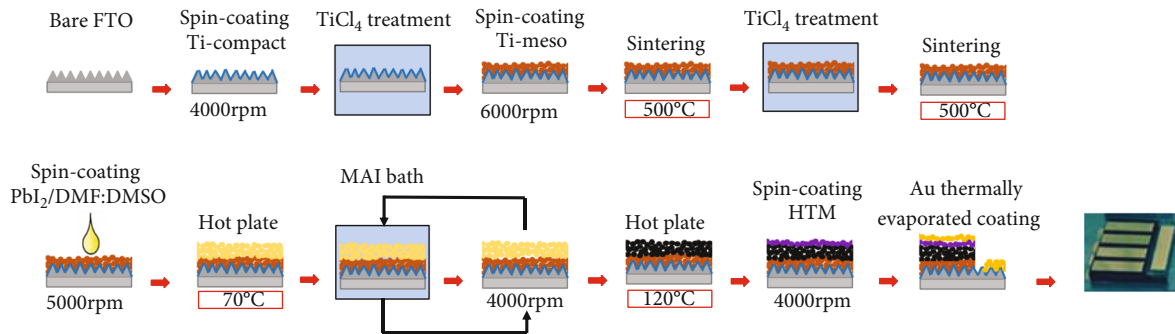 Bare FTO
Spin-coating
Ti-compact
4000rpm
TiCl₄ treatment
Spin-coating
Ti-meso
6000rpm
Sintering
500°C
TiCl₄ treatment
Sintering
500°C
Spin-coating
PbI₂/DMF:DMSO
5000rpm
Hot plate
70°C
MAI bath
4000rpm
Hot plate
120°C
Spin-coating
HTM
4000rpm
Au thermally
evaporated coating